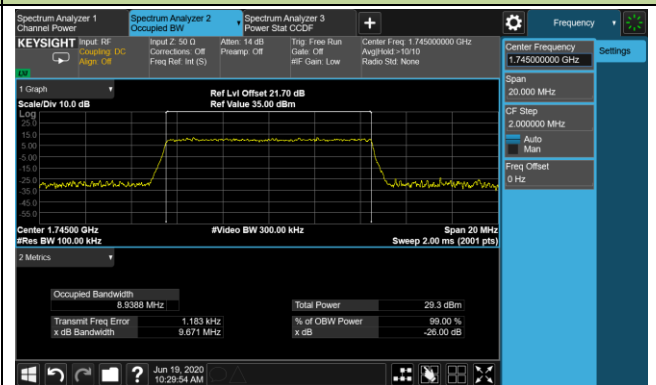 Spectrum Analyzer 1
Channel Power
Spectrum Analyzer 2
Occupied BW
Spectrum Analyzer 3
Power Stat CCDF
Frequency
KEYSIGHT
Input: RF
Coupling: DC
Align: Off
Input Z: 50 Ω
Corrections: Off
Freq Ref: Int (S)
Atten: 14 dB
Preamp: Off
Trig: Free Run
Gate: Off
#IF Gain: Low
Center Freq: 1.745000000 GHz
Avg|Hold:>10/10
Radio Std: None
Center Frequency
1.745000000 GHz
Settings
Span
20.000 MHz
CF Step
2.000000 MHz
Auto
Man
Freq Offset
0 Hz
1 Graph
Scale/Div 10.0 dB
Ref Lvl Offset 21.70 dB
Ref Value 35.00 dBm
Log
25.0
15.0
5.00
-5.00
-15.0
-25.0
-35.0
-45.0
-55.0
Center 1.74500 GHz
#Res BW 100.00 kHz
#Video BW 300.00 kHz
Span 20 MHz
Sweep 2.00 ms (2001 pts)
2 Metrics
Occupied Bandwidth
8.9388 MHz
Total Power 29.3 dBm
Transmit Freq Error 1.183 kHz
% of OBW Power 99.00 %
x dB Bandwidth 9.671 MHz
x dB -26.00 dB
Jun 19, 2020
10:29:54 AM